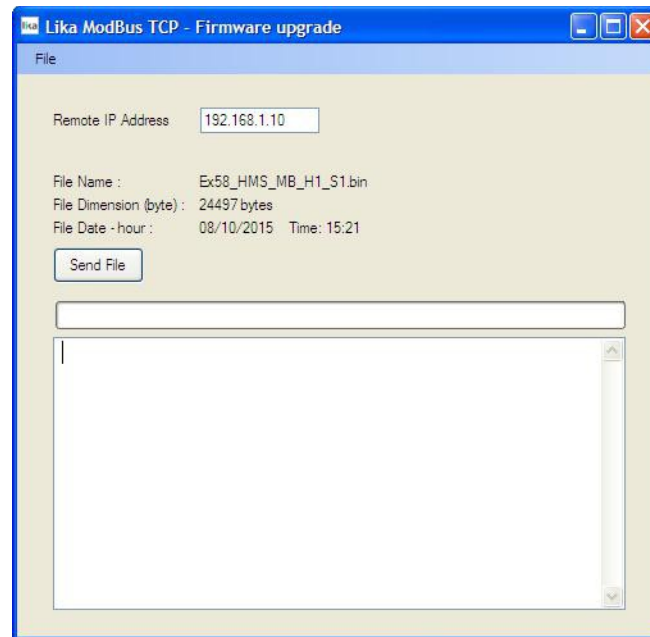 lika Lika ModBus TCP - Firmware upgrade
File
Remote IP Address 192.168.1.10
File Name : Ex58_HMS_MB_H1_S1.bin
File Dimension (byte) : 24497 bytes
File Date - hour : 08/10/2015 Time: 15:21
Send File